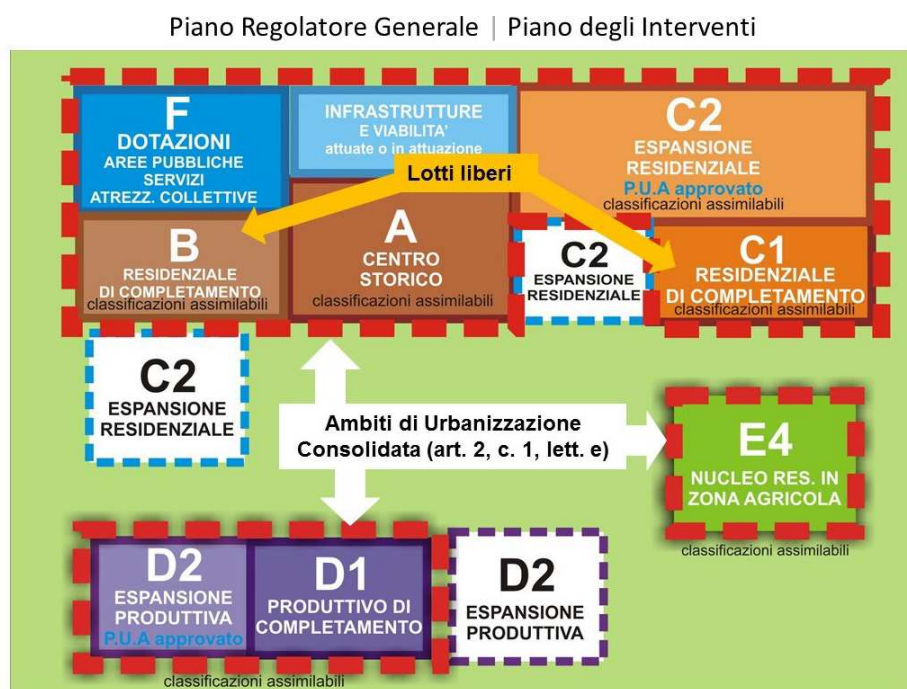 Piano Regolatore Generale | Piano degli Interventi
F
DOTAZIONI
AREE PUBBLICHE
SERVIZI
ATREZZ. COLLETTIVE
INFRASTRUTTURE
E VIABILITA'
attuate o in attuazione
C2
ESPANSIONE
RESIDENZIALE
P.U.A approvato
classificazioni assimilabili
Lotti liberi
B
RESIDENZIALE
DI COMPLETAMENTO
classificazioni assimilabili
A
CENTRO
STORICO
classificazioni assimilabili
C2
ESPANSIONE
RESIDENZIALE
C1
RESIDENZIALE
DI COMPLETAMENTO
classificazioni assimilabili
C2
ESPANSIONE
RESIDENZIALE
Ambiti di Urbanizzazione
Consolidata (art. 2, c. 1, lett. e)
E4
NUCLEO RES. IN
ZONA AGRICOLA
classificazioni assimilabili
D2
ESPANSIONE
PRODUTTIVA
P.U.A approvato
D1
PRODUTTIVO DI
COMPLETAMENTO
classificazioni assimilabili
D2
ESPANSIONE
PRODUTTIVA